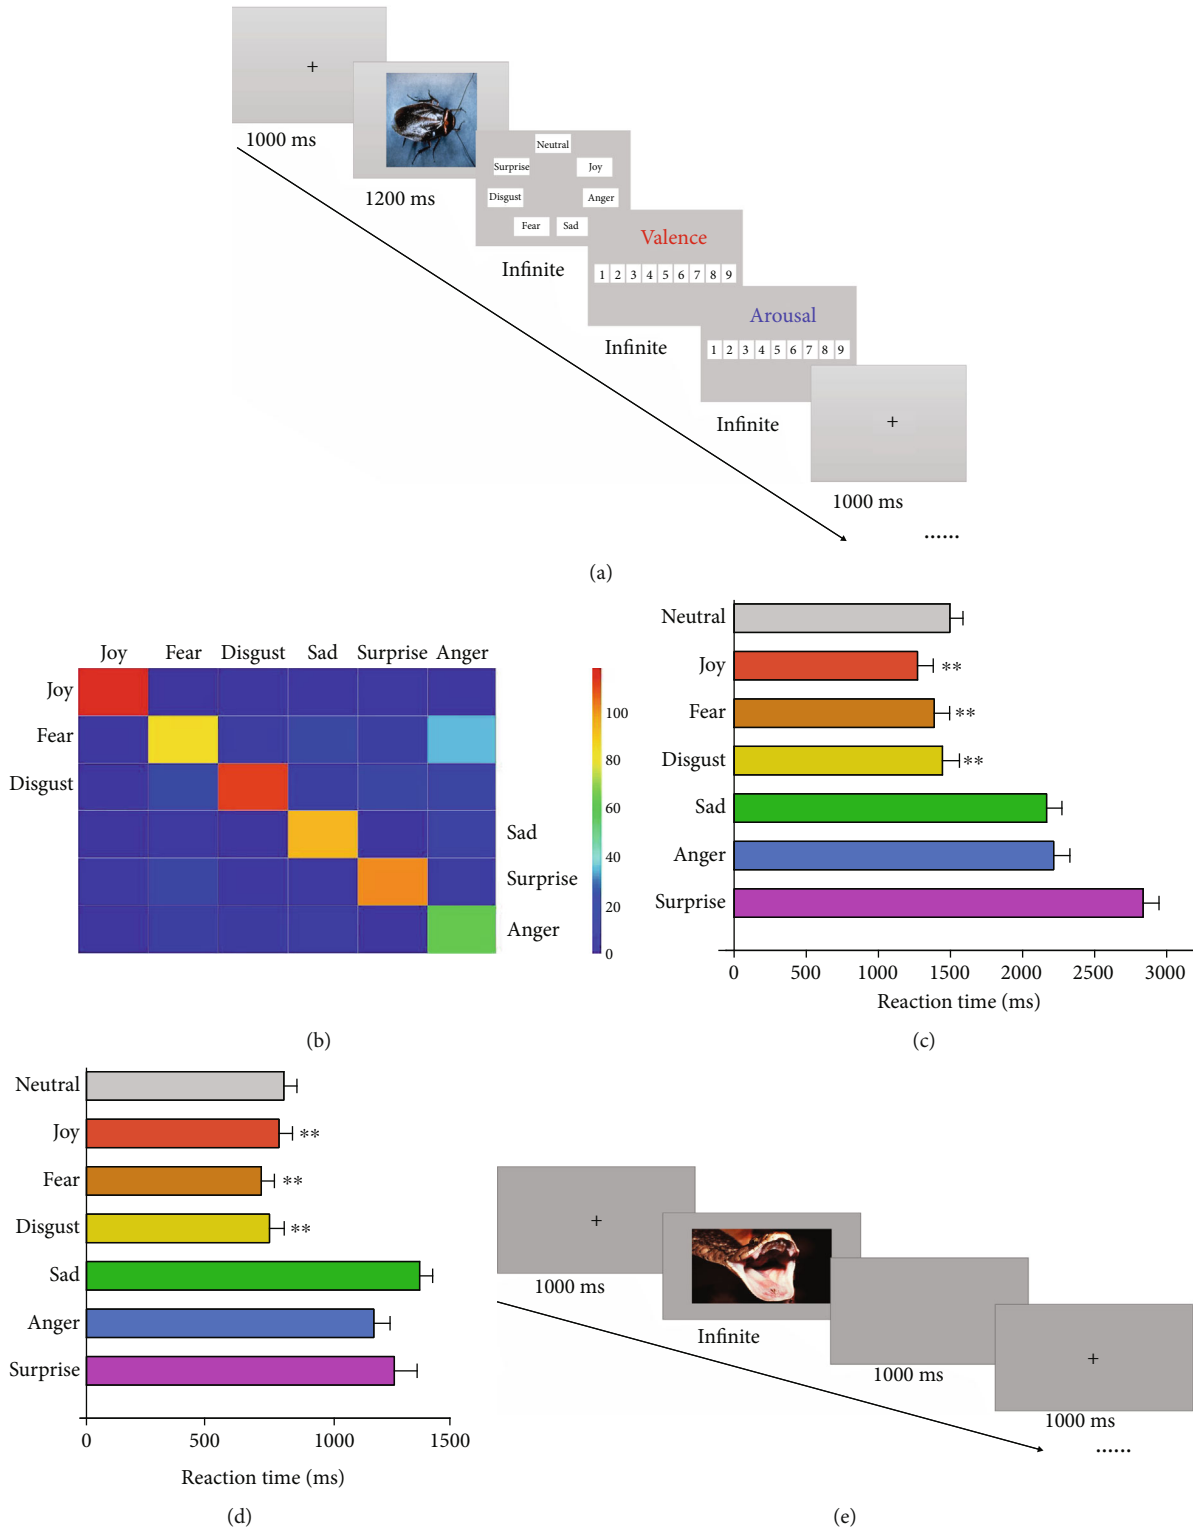 +
1000 ms
1200 ms
Neutral
Surprise
Joy
Disgust
Anger
Fear
Sad
Infinite
Valence
1 2 3 4 5 6 7 8 9
Infinite
Arousal
1 2 3 4 5 6 7 8 9
Infinite
+
1000 ms
......
(a)
Joy Fear Disgust Sad Surprise Anger
Joy
Fear
Disgust
Sad
Surprise
Anger
100
80
60
40
20
0
(b)
Neutral
Joy **
Fear **
Disgust **
Sad
Anger
Surprise
0 500 1000 1500 2000 2500 3000
Reaction time (ms)
(c)
Neutral
Joy **
Fear **
Disgust **
Sad
Anger
Surprise
0 500 1000 1500
Reaction time (ms)
(d)
+
1000 ms
Infinite
1000 ms
+
1000 ms
......
(e)